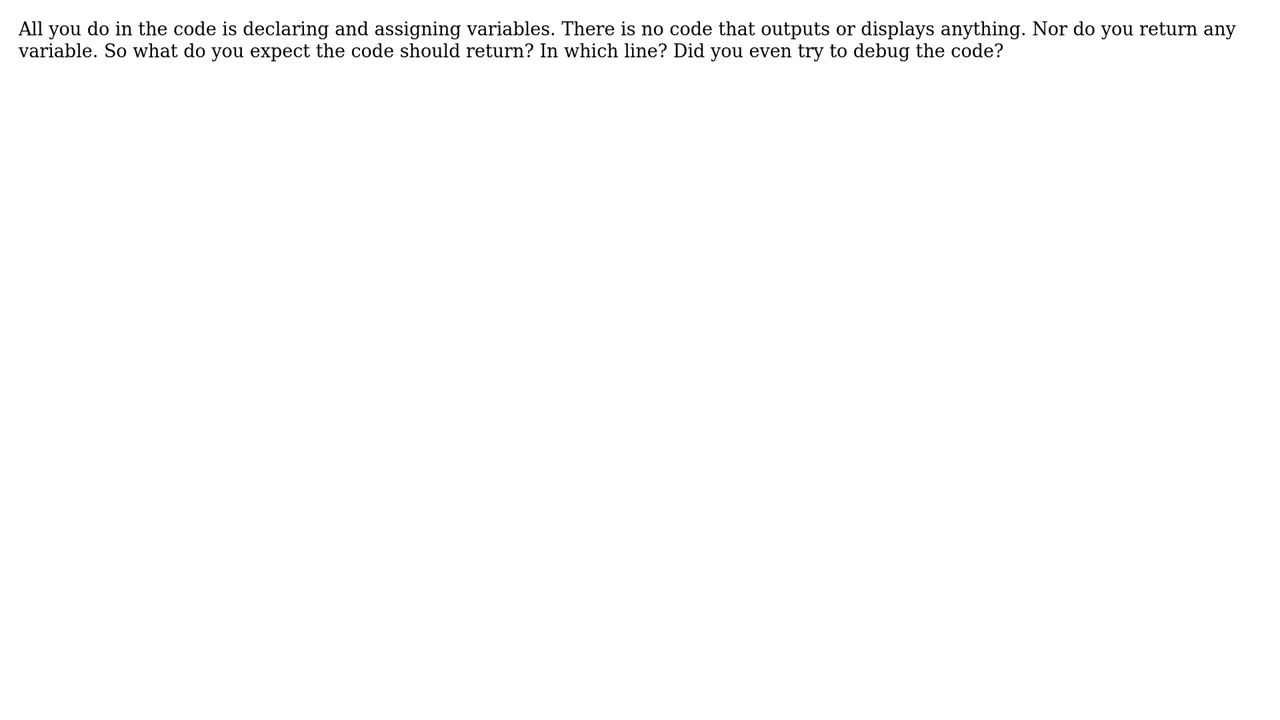 All you do in the code is declaring and assigning variables. There is no code that outputs or displays anything. Nor do you return any
variable. So what do you expect the code should return? In which line? Did you even try to debug the code?